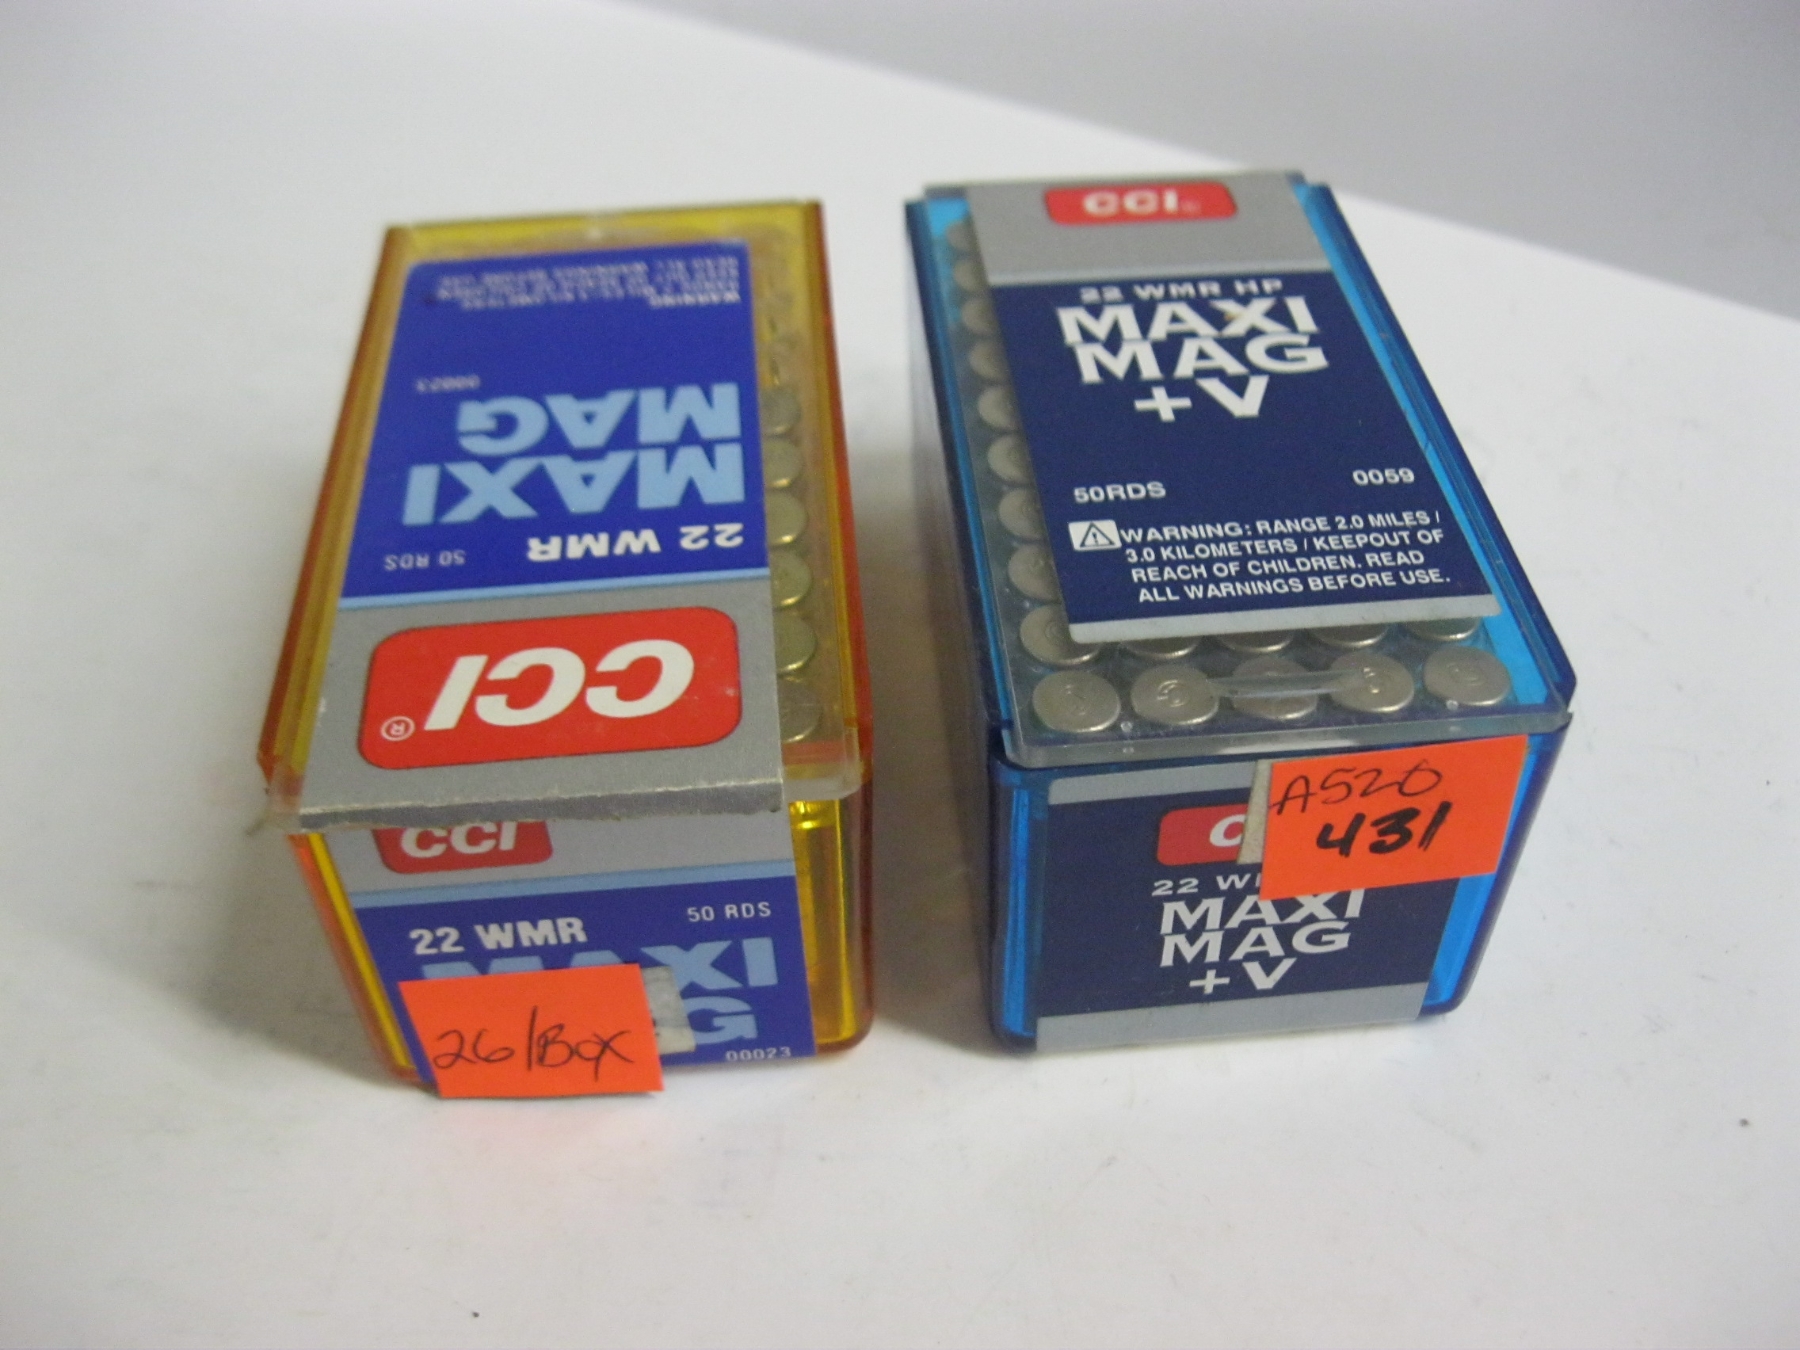 WARNING
50 RDS
22 WMR
MAXI
MAG
00023
CCI®
CCI
22 WMR
50 RDS
MAXI
G
00023
26/Box
CCI
22 WMR HP
MAXI
MAG
+V
50RDS
0059
WARNING: RANGE 2.0 MILES /
3.0 KILOMETERS / KEEPOUT OF
REACH OF CHILDREN. READ
ALL WARNINGS BEFORE USE.
A520
431
22
MAXI
MAG
+V